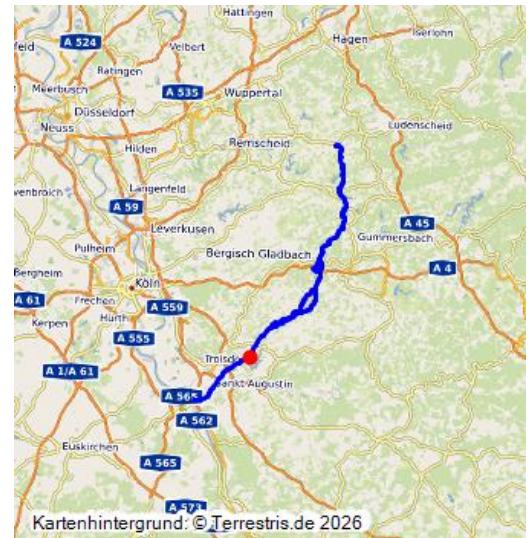 Hattingen
Iserlohn
A 524
Velbert
Hagen
Ratingen
Meerbusch
A 535
Wuppertal
Düsseldorf
Neuss
Lüdenscheid
Hilden
Remscheid
Langenfeld
A 59
A 45
Leverkusen
Gummersbach
Pulheim
Bergisch Gladbach
Bergheim
A 4
Köln
A 61
Frechen
A 559
Hürth
Kerpen
A 555
Troisdo
A 1/A 61
Sankt Augustin
A 565
A 562
Euskirchen
A 565
A 573
Kartenhintergrund: © Terrestris.de 2026